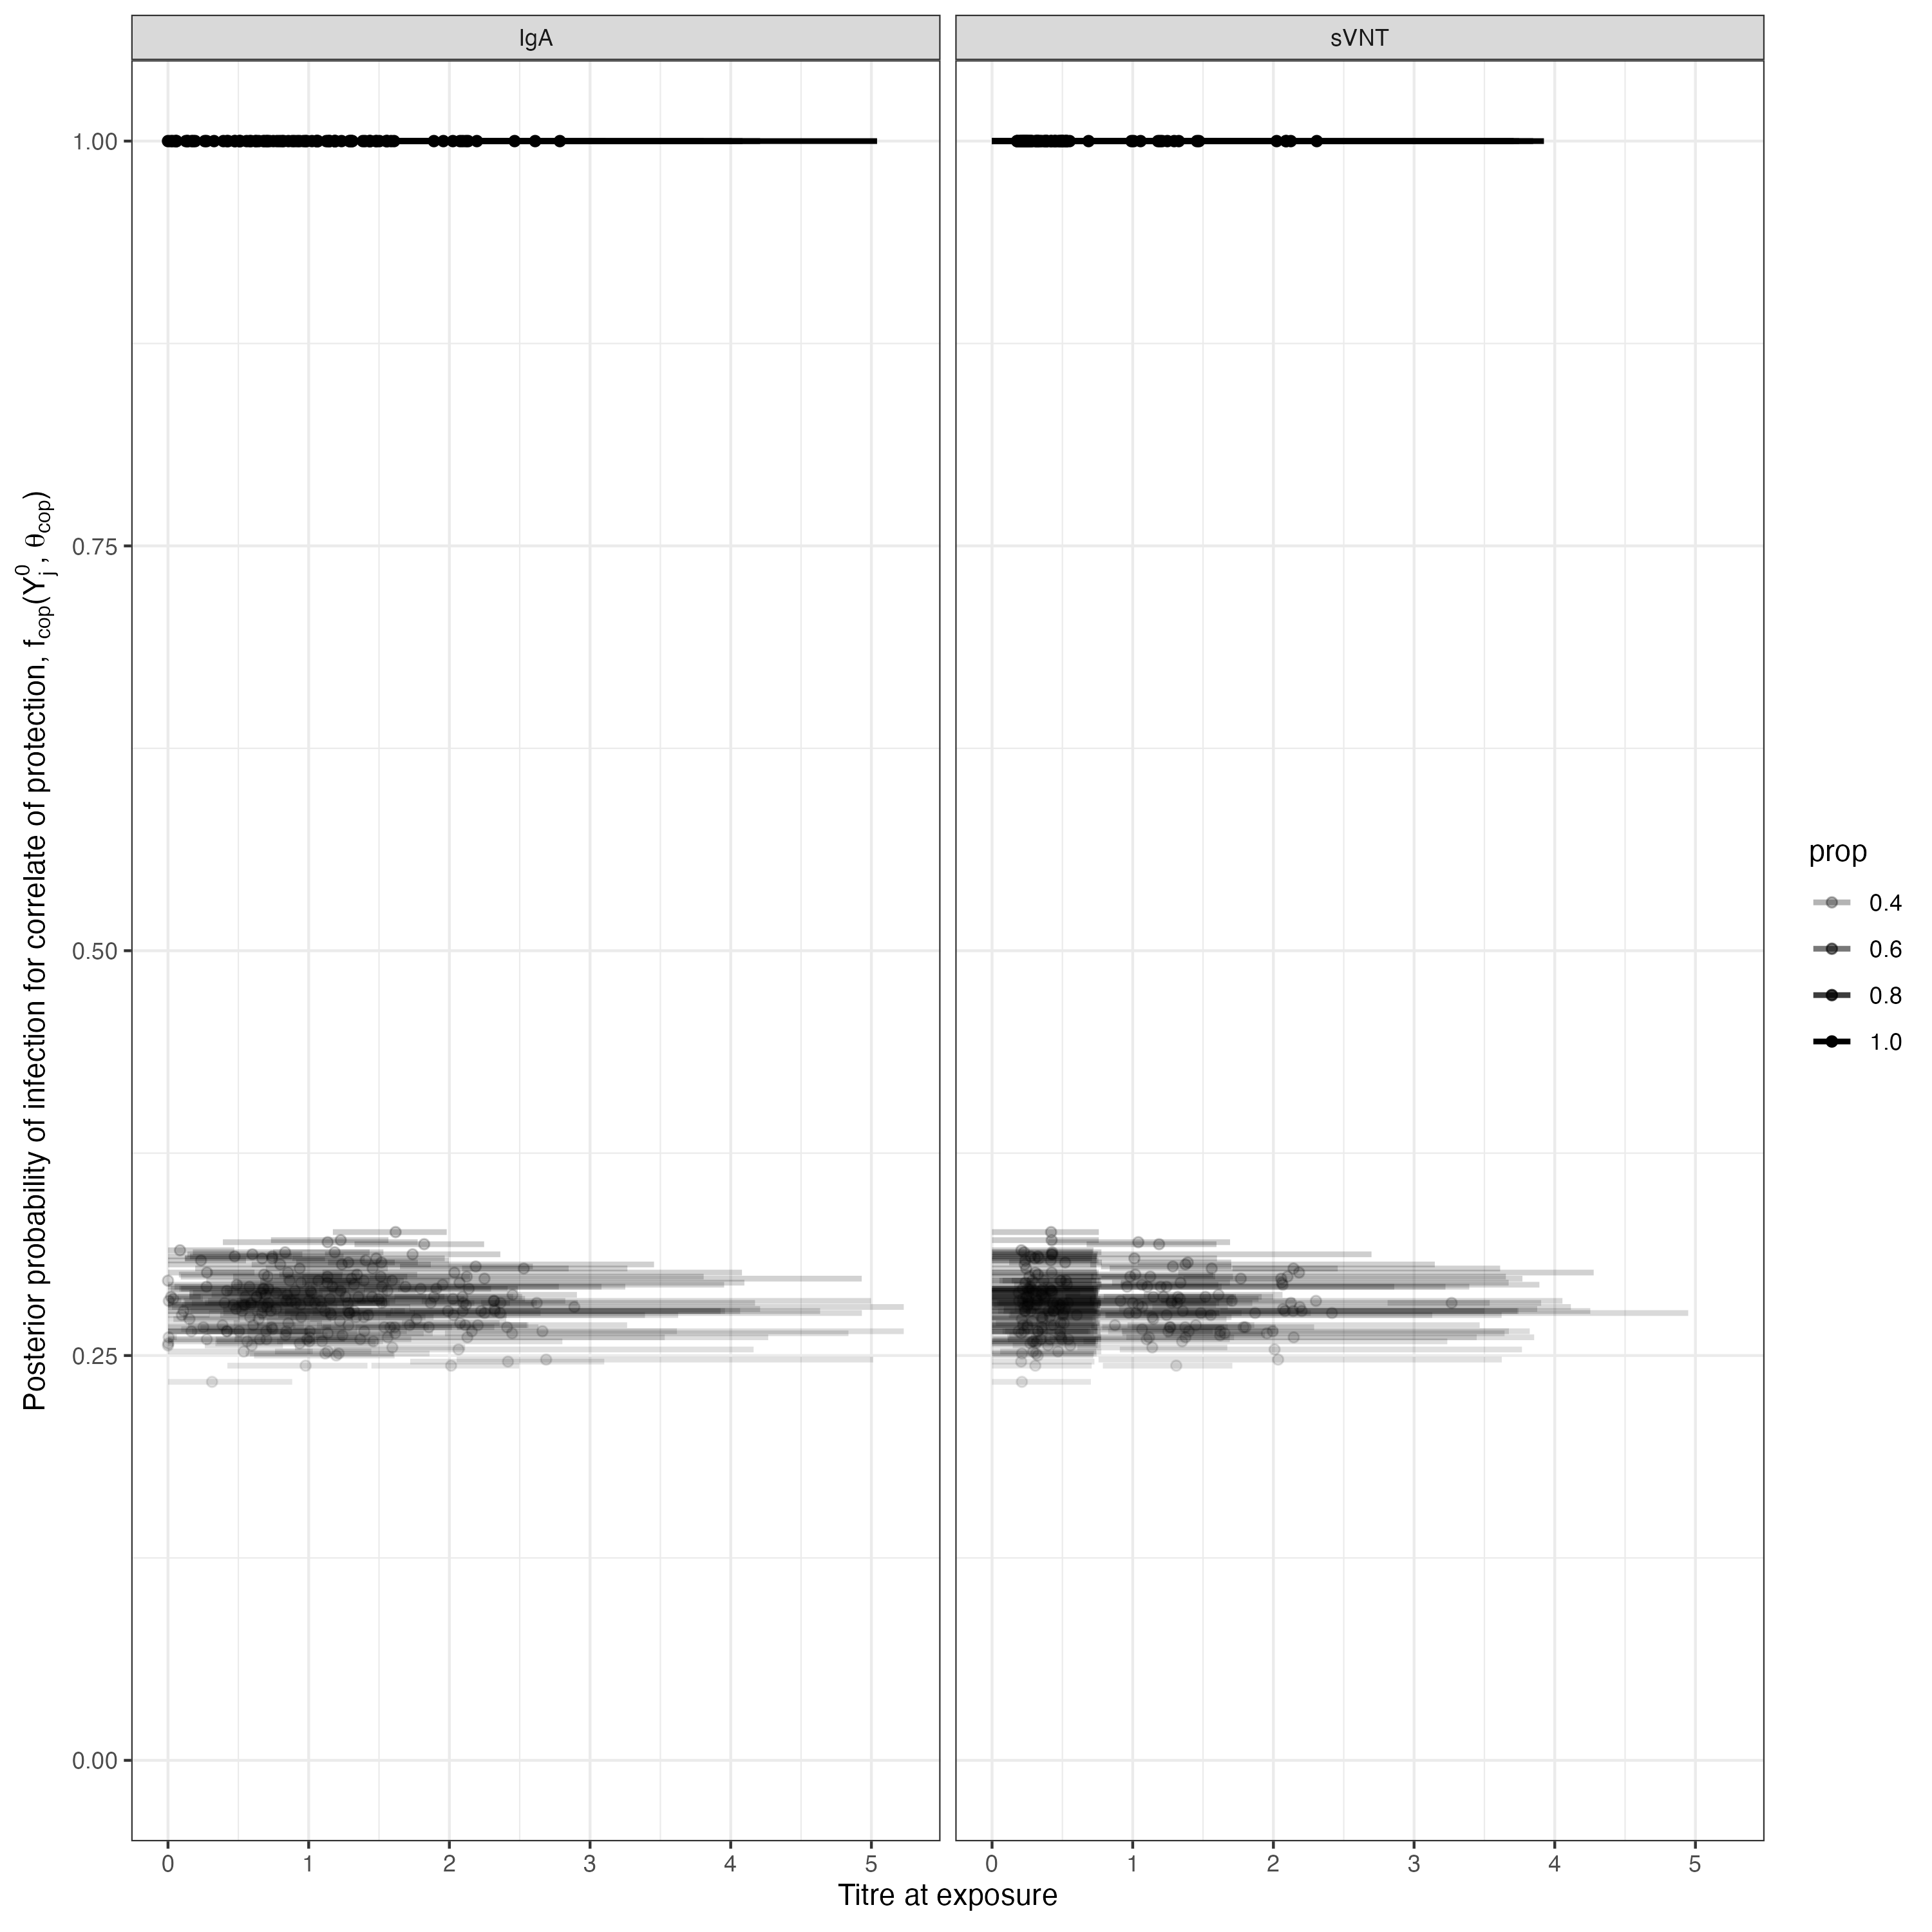 IgA
sVNT
Posterior probability of infection for correlate of protection, f_cop(Y_j^0, θ_cop)
1.00
0.75
0.50
0.25
0.00
prop
0.4
0.6
0.8
1.0
0 1 2 3 4 5
0 1 2 3 4 5
Titre at exposure